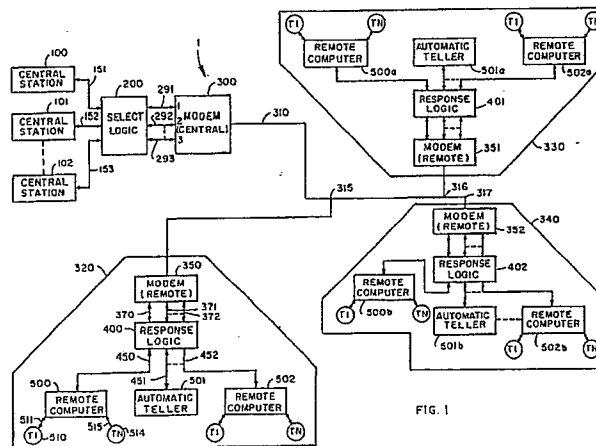 100
CENTRAL STATION
151
101
CENTRAL STATION
152
102
CENTRAL STATION
153
200
SELECT LOGIC
291
292
293
1
300
1
2
3
MODEM (CENTRAL)
310
315
316
317
T1
TN
REMOTE COMPUTER
500a
AUTOMATIC TELLER
501a
T1
TN
REMOTE COMPUTER
502a
RESPONSE LOGIC
401
MODEM (REMOTE)
351
330
340
MODEM (REMOTE)
352
RESPONSE LOGIC
402
REMOTE COMPUTER
T1
TN
500b
AUTOMATIC TELLER
501b
REMOTE COMPUTER
T1
TN
502b
320
350
MODEM (REMOTE)
370
371
372
400
RESPONSE LOGIC
450
451
452
500
REMOTE COMPUTER
511
T1
510
515
TN
514
501
AUTOMATIC TELLER
502
REMOTE COMPUTER
T1
TN
FIG. 1